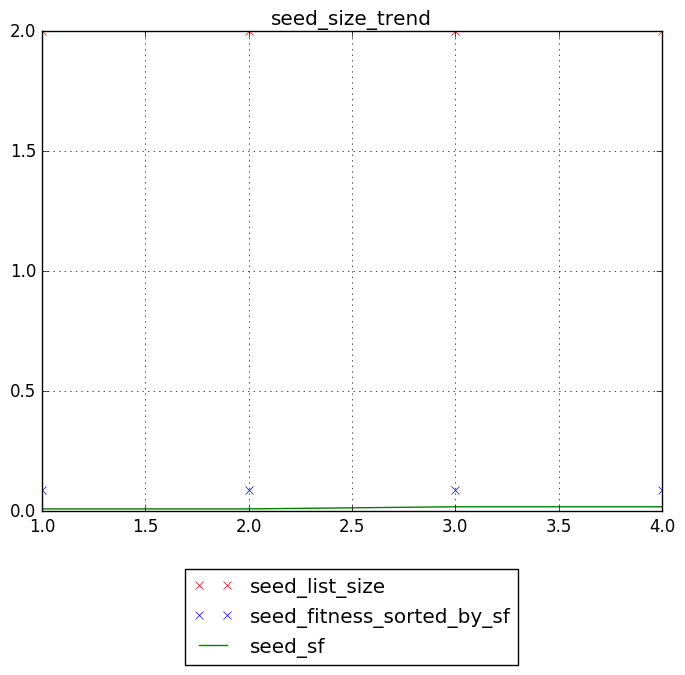 seed_size_trend
2.0
1.5
1.0
0.5
0.0
1.0 1.5 2.0 2.5 3.0 3.5 4.0
seed_list_size
seed_fitness_sorted_by_sf
seed_sf